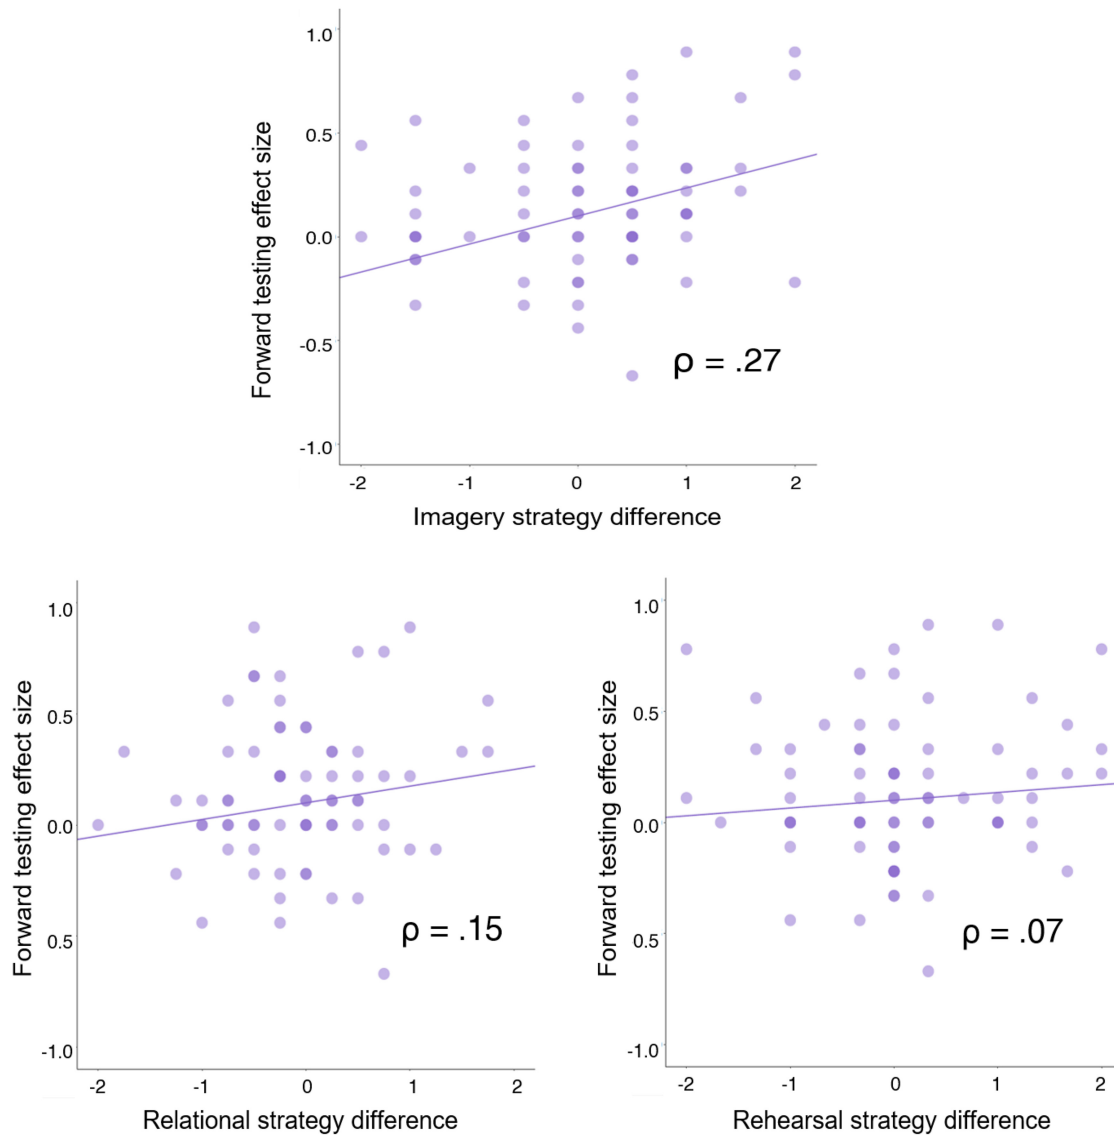 1.0
0.5
0.0
-0.5
-1.0
Forward testing effect size
ρ = .27
-2 -1 0 1 2
Imagery strategy difference
1.0
0.5
0.0
0.5
-1.0
Forward testing effect size
ρ = .15
-2 -1 0 1 2
Relational strategy difference
1.0
0.5
0.0
0.5
-1.0
Forward testing effect size
ρ = .07
-2 -1 0 1 2
Rehearsal strategy difference